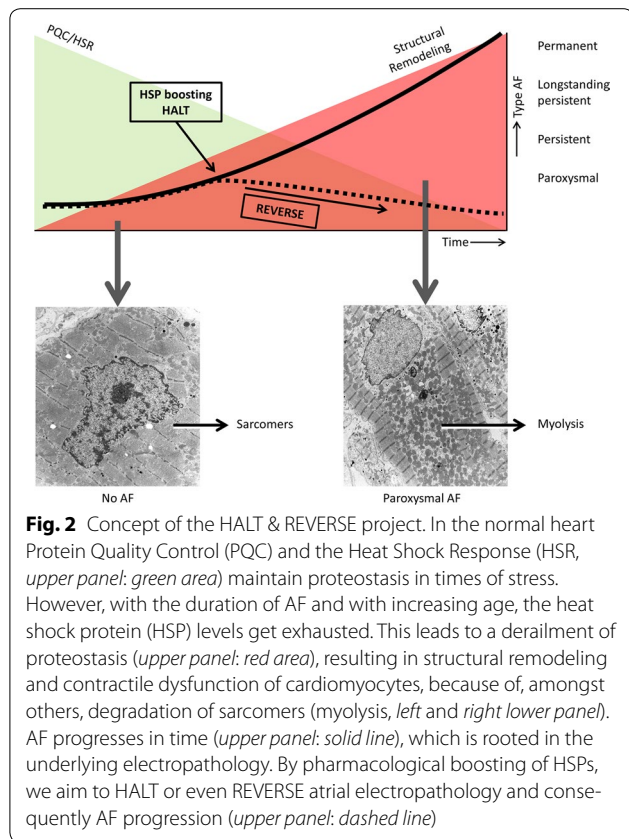 PQC/HSR
Structural
Remodeling
HSP boosting
HALT
REVERSE
Time
Type AF
Permanent
Longstanding
persistent
Persistent
Paroxysmal
Sarcomers
Myolysis
No AF
Paroxysmal AF
Fig. 2 Concept of the HALT & REVERSE project. In the normal heart
Protein Quality Control (PQC) and the Heat Shock Response (HSR,
upper panel: green area) maintain proteostasis in times of stress.
However, with the duration of AF and with increasing age, the heat
shock protein (HSP) levels get exhausted. This leads to a derailment of
proteostasis (upper panel: red area), resulting in structural remodeling
and contractile dysfunction of cardiomyocytes, because of, amongst
others, degradation of sarcomers (myolysis, left and right lower panel).
AF progresses in time (upper panel: solid line), which is rooted in the
underlying electropathology. By pharmacological boosting of HSPs,
we aim to HALT or even REVERSE atrial electropathology and conse-
quently AF progression (upper panel: dashed line)